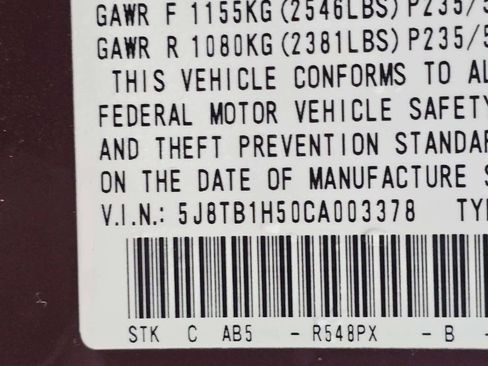 GAWR F 1155KG (2546LBS) P235/
GAWR R 1080KG (2381LBS) P235/5
THIS VEHICLE CONFORMS TO AL
FEDERAL MOTOR VEHICLE SAFETY
AND THEFT PREVENTION STANDAR
ON THE DATE OF MANUFACTURE S
V.I.N.: 5J8TB1H50CA003378 TY
STK C AB5 - R548PX - B -